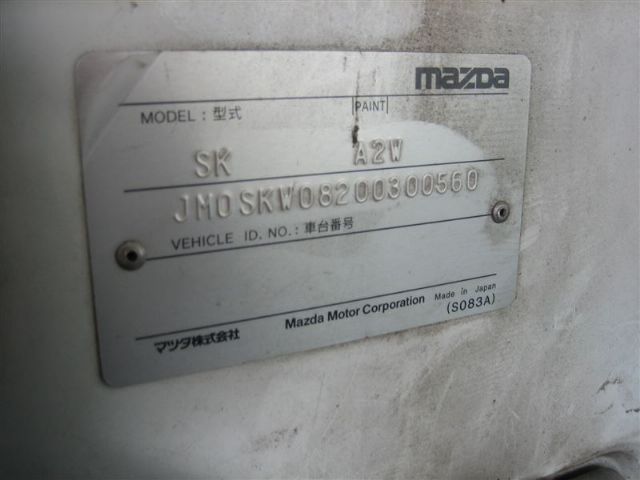 mazda
MODEL : 型式 PAINT
SK A2W
JM0SKW08200300560
VEHICLE ID. NO. : 車台番号
マツダ株式会社 Mazda Motor Corporation Made in Japan
(S083A)